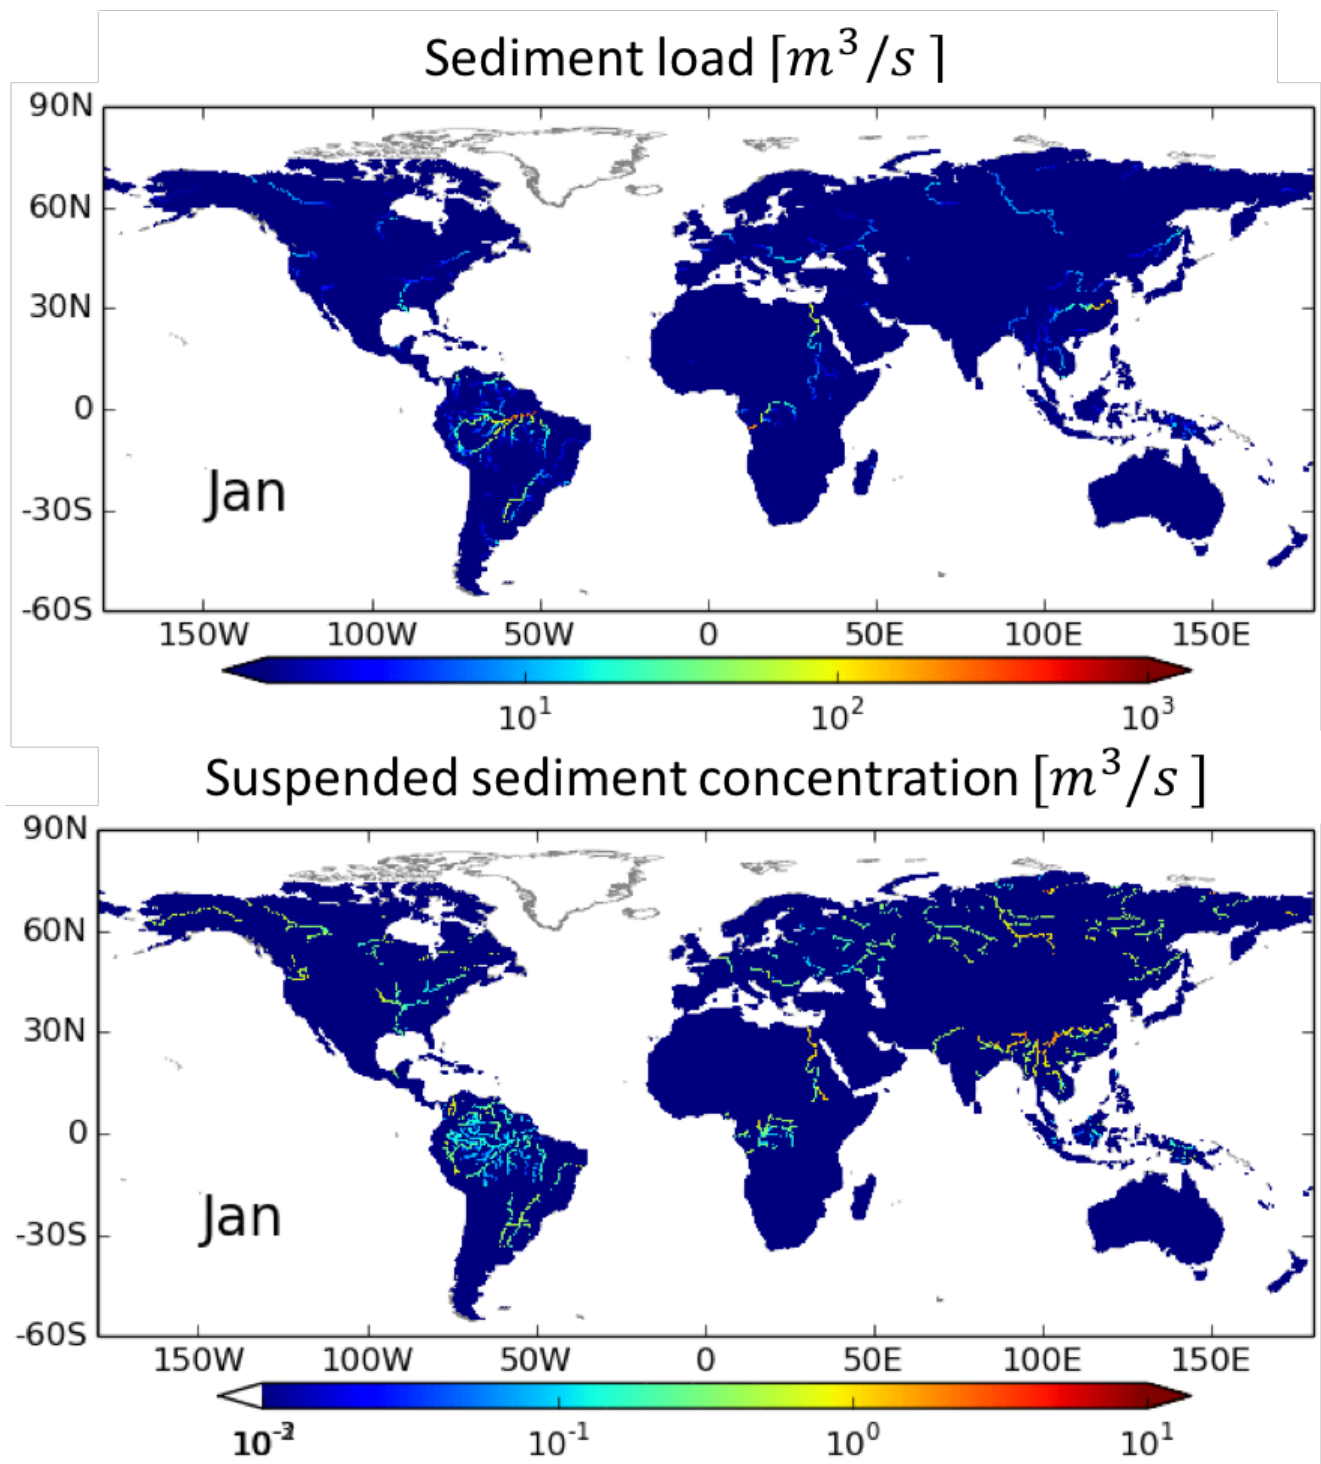 Sediment load [m³/s ]
90N
60N
30N
0
-30S
-60S
Jan
150W 100W 50W 0 50E 100E 150E
10¹ 10² 10³
Suspended sediment concentration [m³/s ]
90N
60N
30N
0
-30S
-60S
Jan
150W 100W 50W 0 50E 100E 150E
10⁻¹ 10⁰ 10¹